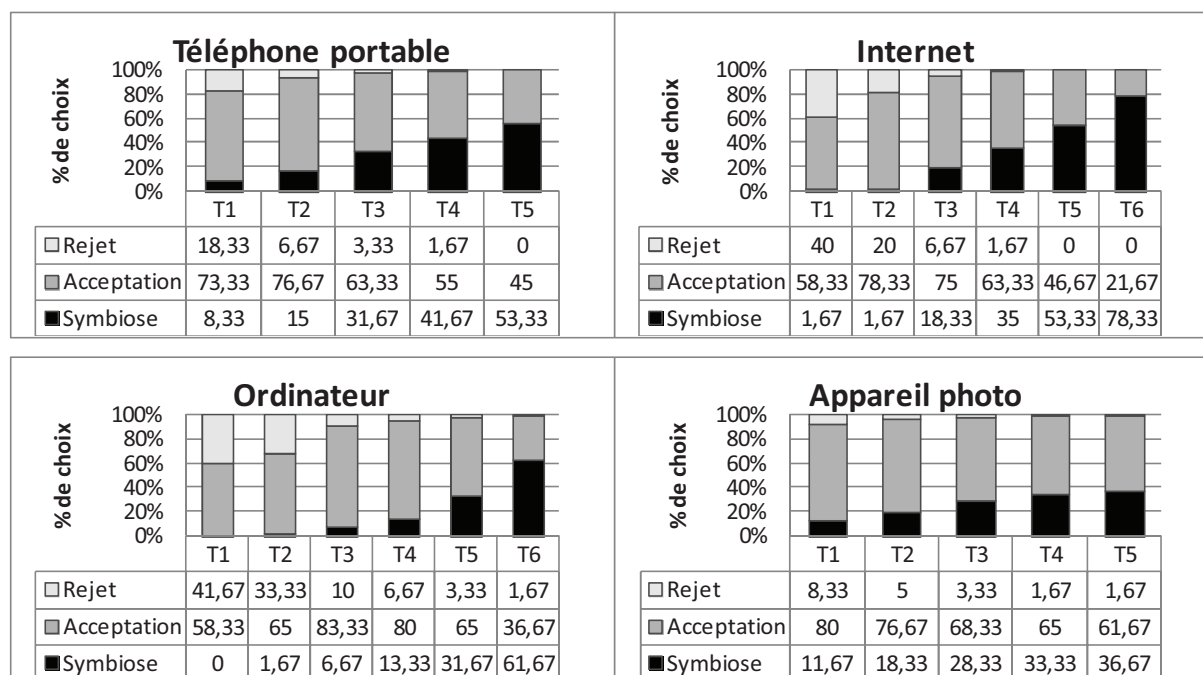 Téléphone portable
% de choix
100%
80%
60%
40%
20%
0%
T1 T2 T3 T4 T5
Rejet 18,33 6,67 3,33 1,67 0
Acceptation 73,33 76,67 63,33 55 45
Symbiose 8,33 15 31,67 41,67 53,33
Internet
% de choix
100%
80%
60%
40%
20%
0%
T1 T2 T3 T4 T5 T6
Rejet 40 20 6,67 1,67 0 0
Acceptation 58,33 78,33 75 63,33 46,67 21,67
Symbiose 1,67 1,67 18,33 35 53,33 78,33
Ordinateur
% de choix
100%
80%
60%
40%
20%
0%
T1 T2 T3 T4 T5 T6
Rejet 41,67 33,33 10 6,67 3,33 1,67
Acceptation 58,33 65 83,33 80 65 36,67
Symbiose 0 1,67 6,67 13,33 31,67 61,67
Appareil photo
% de choix
100%
80%
60%
40%
20%
0%
T1 T2 T3 T4 T5
Rejet 8,33 5 3,33 1,67 1,67
Acceptation 80 76,67 68,33 65 61,67
Symbiose 11,67 18,33 28,33 33,33 36,67